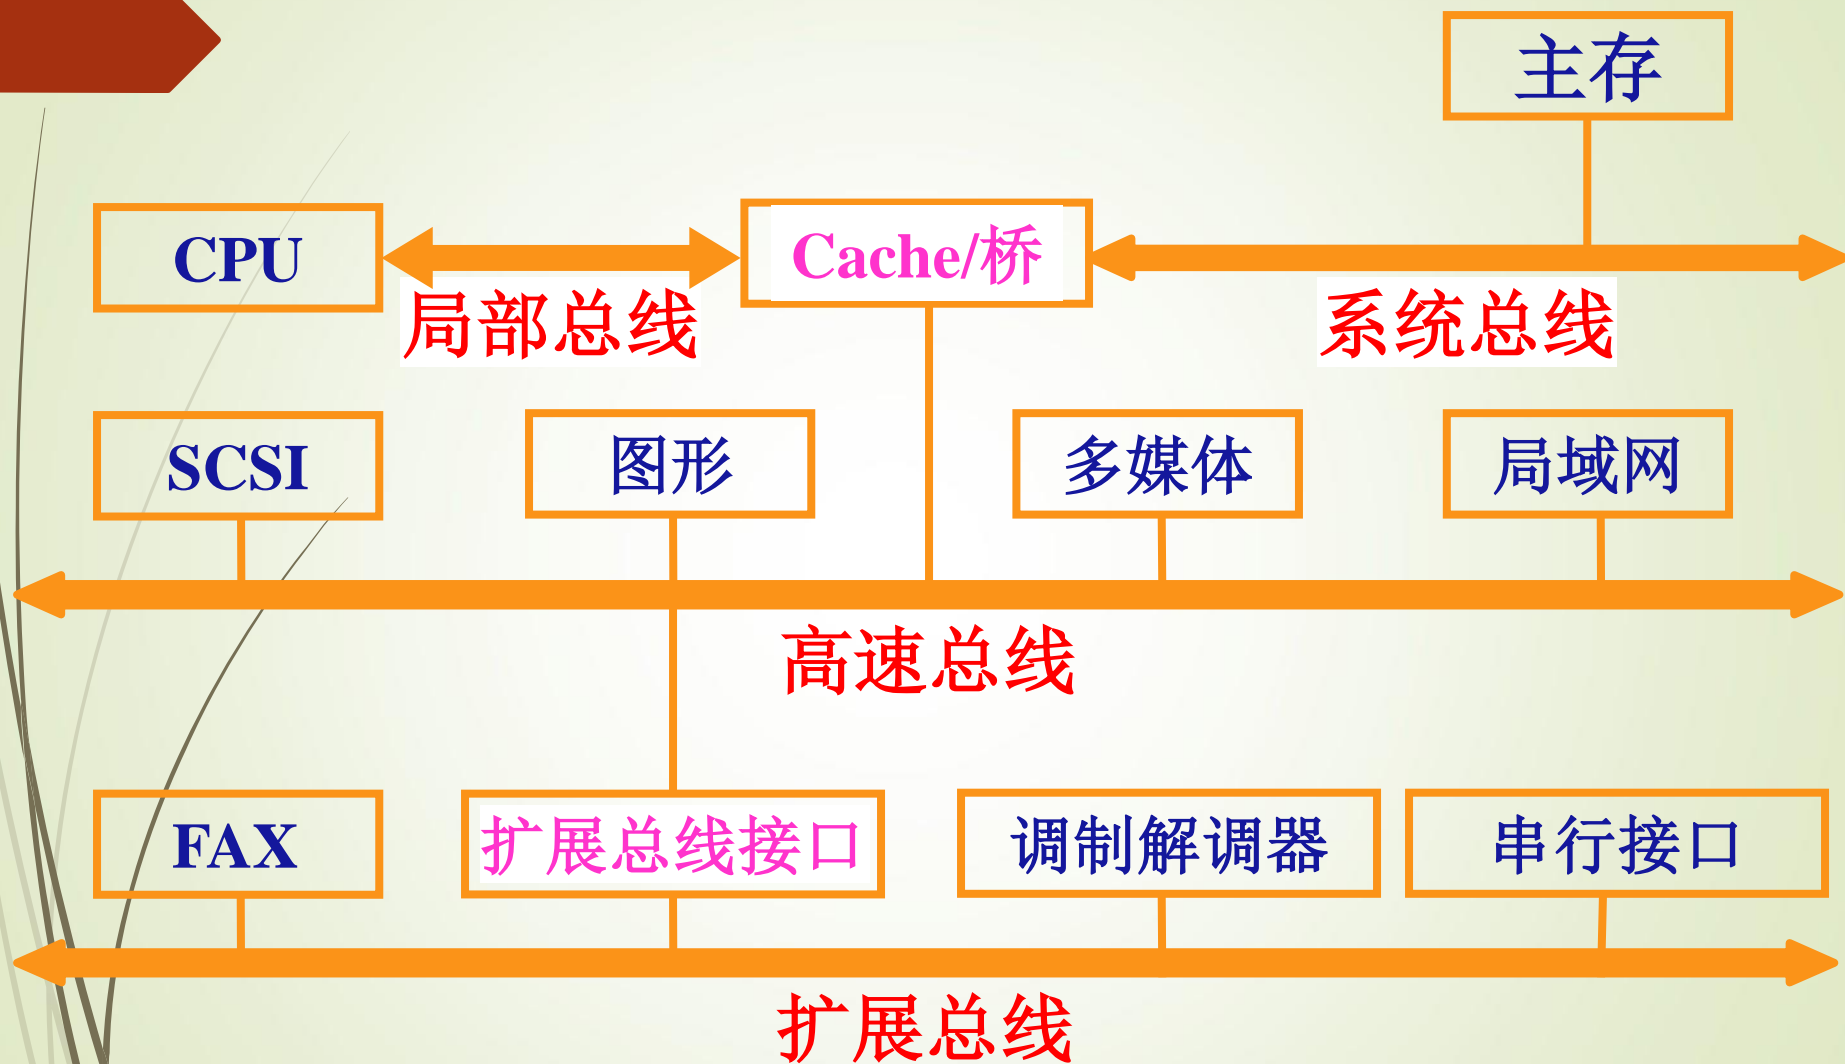 主存
CPU
Cache/桥
局部总线
系统总线
SCSI
图形
多媒体
局域网
高速总线
FAX
扩展总线接口
调制解调器
串行接口
扩展总线